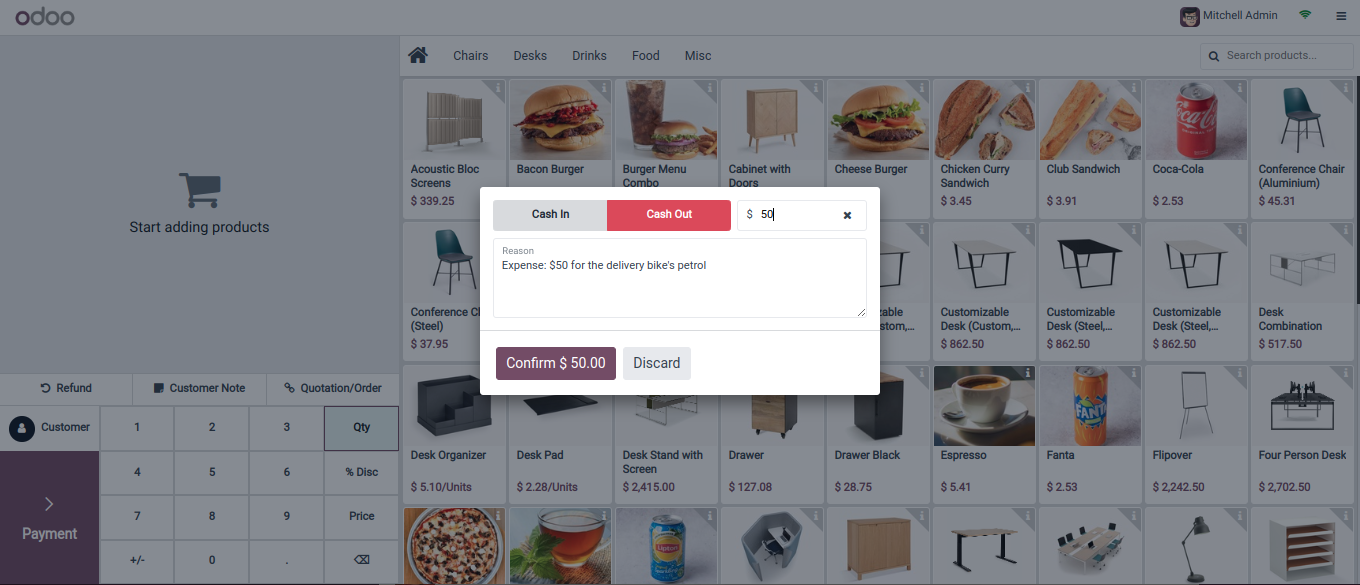 odoo
Mitchell Admin
Chairs
Desks
Drinks
Food
Misc
Search products...
Start adding products
Acoustic Bloc
Screens
$ 339.25
Bacon Burger
Burger Menu
Combo
Cabinet with
Doors
Cheese Burger
Chicken Curry
Sandwich
$ 3.45
Club Sandwich
$ 3.91
Coca-Cola
$ 2.53
Conference Chair
(Aluminium)
$ 45.31
Cash In
Cash Out
$ 50
Reason
Expense: $50 for the delivery bike's petrol
Confirm $ 50.00
Discard
(Steel)
$ 37.95
Customizable
Desk (Custom,...
$ 862.50
Customizable
Desk (Steel,...
$ 862.50
Customizable
Desk (Steel,...
$ 862.50
Desk
Combination
$ 517.50
Refund
Customer Note
Quotation/Order
Customer
1
2
3
Qty
4
5
6
% Disc
7
8
9
Price
+/-
0
.
Payment
Desk Organizer
$ 5.10/Units
Desk Pad
$ 2.28/Units
Desk Stand with
Screen
$ 2,415.00
Drawer
$ 127.08
Drawer Black
$ 28.75
Espresso
$ 5.41
FANTA
Fanta
$ 2.53
Flipover
$ 2,242.50
Four Person Desk
$ 2,702.50
Lipton